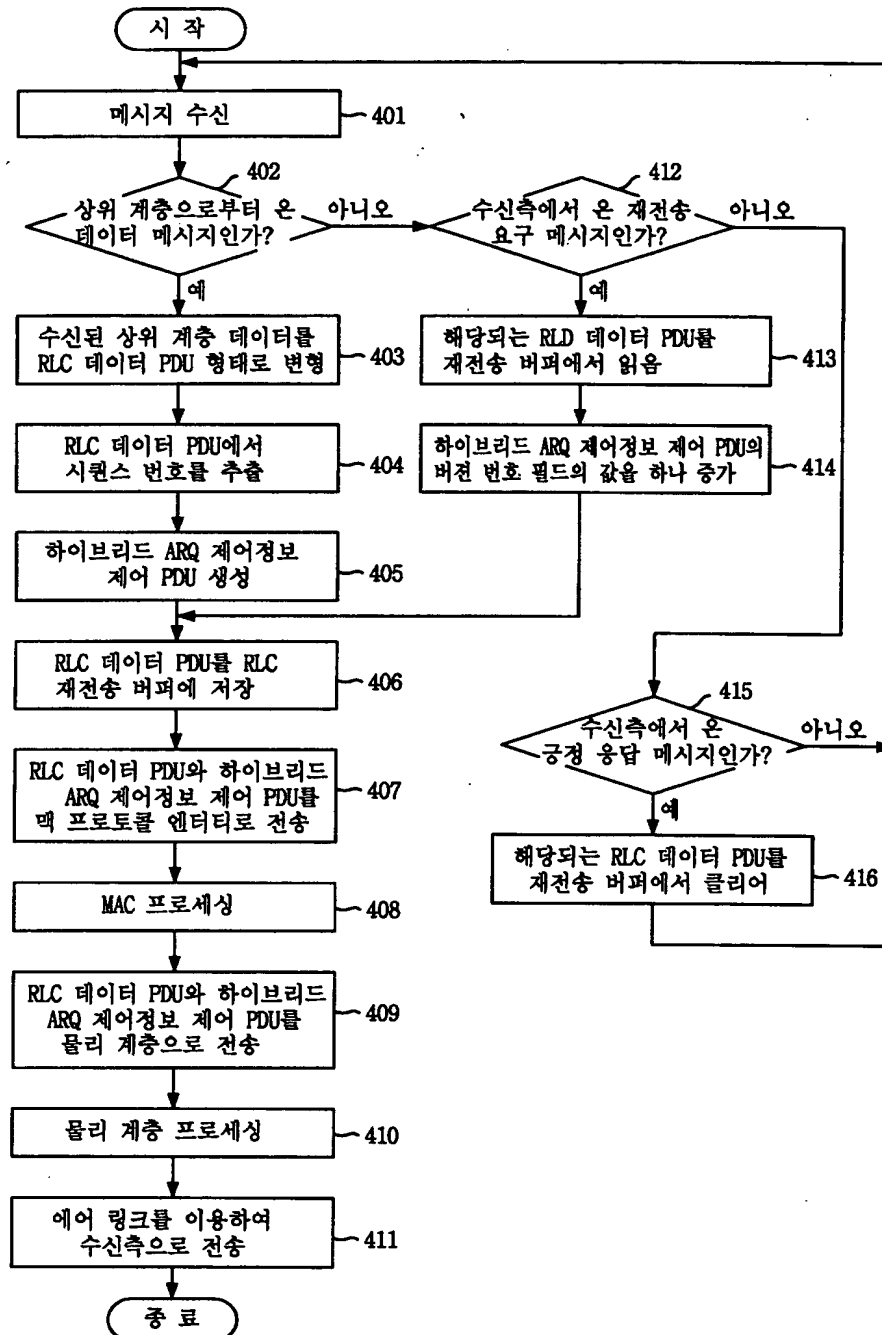 시 작
메시지 수신
401
402
상위 계층으로부터 온
데이터 메시지인가?
아니오
예
412
수신측에서 온 재전송
요구 메시지인가?
아니오
예
수신된 상위 계층 데이터를
RLC 데이터 PDU 형태로 변형
403
해당되는 RLD 데이터 PDU를
재전송 버퍼에서 읽음
413
RLC 데이터 PDU에서
시퀀스 번호를 추출
404
하이브리드 ARQ 제어정보 제어 PDU의
버젼 번호 필드의 값을 하나 증가
414
하이브리드 ARQ 제어정보
제어 PDU 생성
405
RLC 데이터 PDU를 RLC
재전송 버퍼에 저장
406
415
수신측에서 온
긍정 응답 메시지인가?
아니오
예
RLC 데이터 PDU와 하이브리드
ARQ 제어정보 제어 PDU를
맥 프로토콜 엔터티로 전송
407
해당되는 RLC 데이터 PDU를
재전송 버퍼에서 클리어
416
MAC 프로세싱
408
RLC 데이터 PDU와 하이브리드
ARQ 제어정보 제어 PDU를
물리 계층으로 전송
409
물리 계층 프로세싱
410
에어 링크를 이용하여
수신측으로 전송
411
종 료